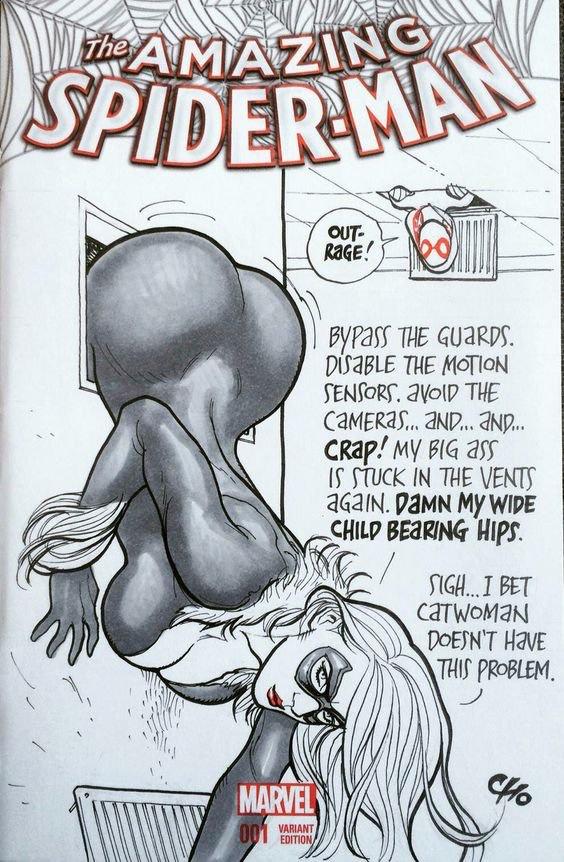 The AMAZING
SPIDER-MAN
OUT-
RAGE!
BYPASS THE GUARDS.
DISABLE THE MOTION
SENSORS. AVOID THE
CAMERAS... AND... AND...
CRAP! MY BIG ASS
IS STUCK IN THE VENTS
AGAIN. DAMN MY WIDE
CHILD BEARING HIPS.
SIGH... I BET
CATWOMAN
DOESN'T HAVE
THIS PROBLEM.
CHO
MARVEL
001 VARIANT
EDITION